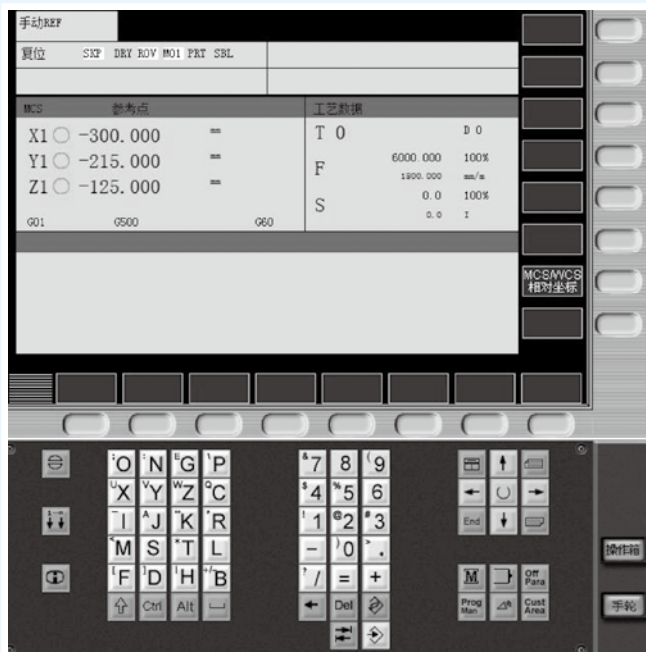 手动REF
复位 SKP DRY ROV M01 PRT SBL
MCS 参考点 工艺数据
X1 -300.000 mm T 0 D 0
Y1 -215.000 mm F 6000.000 100%
1800.000 mm/s
Z1 -125.000 mm S 0.0 100%
0.0 I
G01 G500 G60
MCS/WCS
相对坐标
: O ; N " G \ P & 7 8 ( 9
U X V Y W Z Q C $ 4 % 5 6
I A J K R ! 1 @ 2 # 3 End
< M S * T L - ) 0 > . 操作箱
[ F ] D ' H +/- B ? / = + M Off
Para
Ctrl Alt Del Prog
Man Cust
Area 手轮